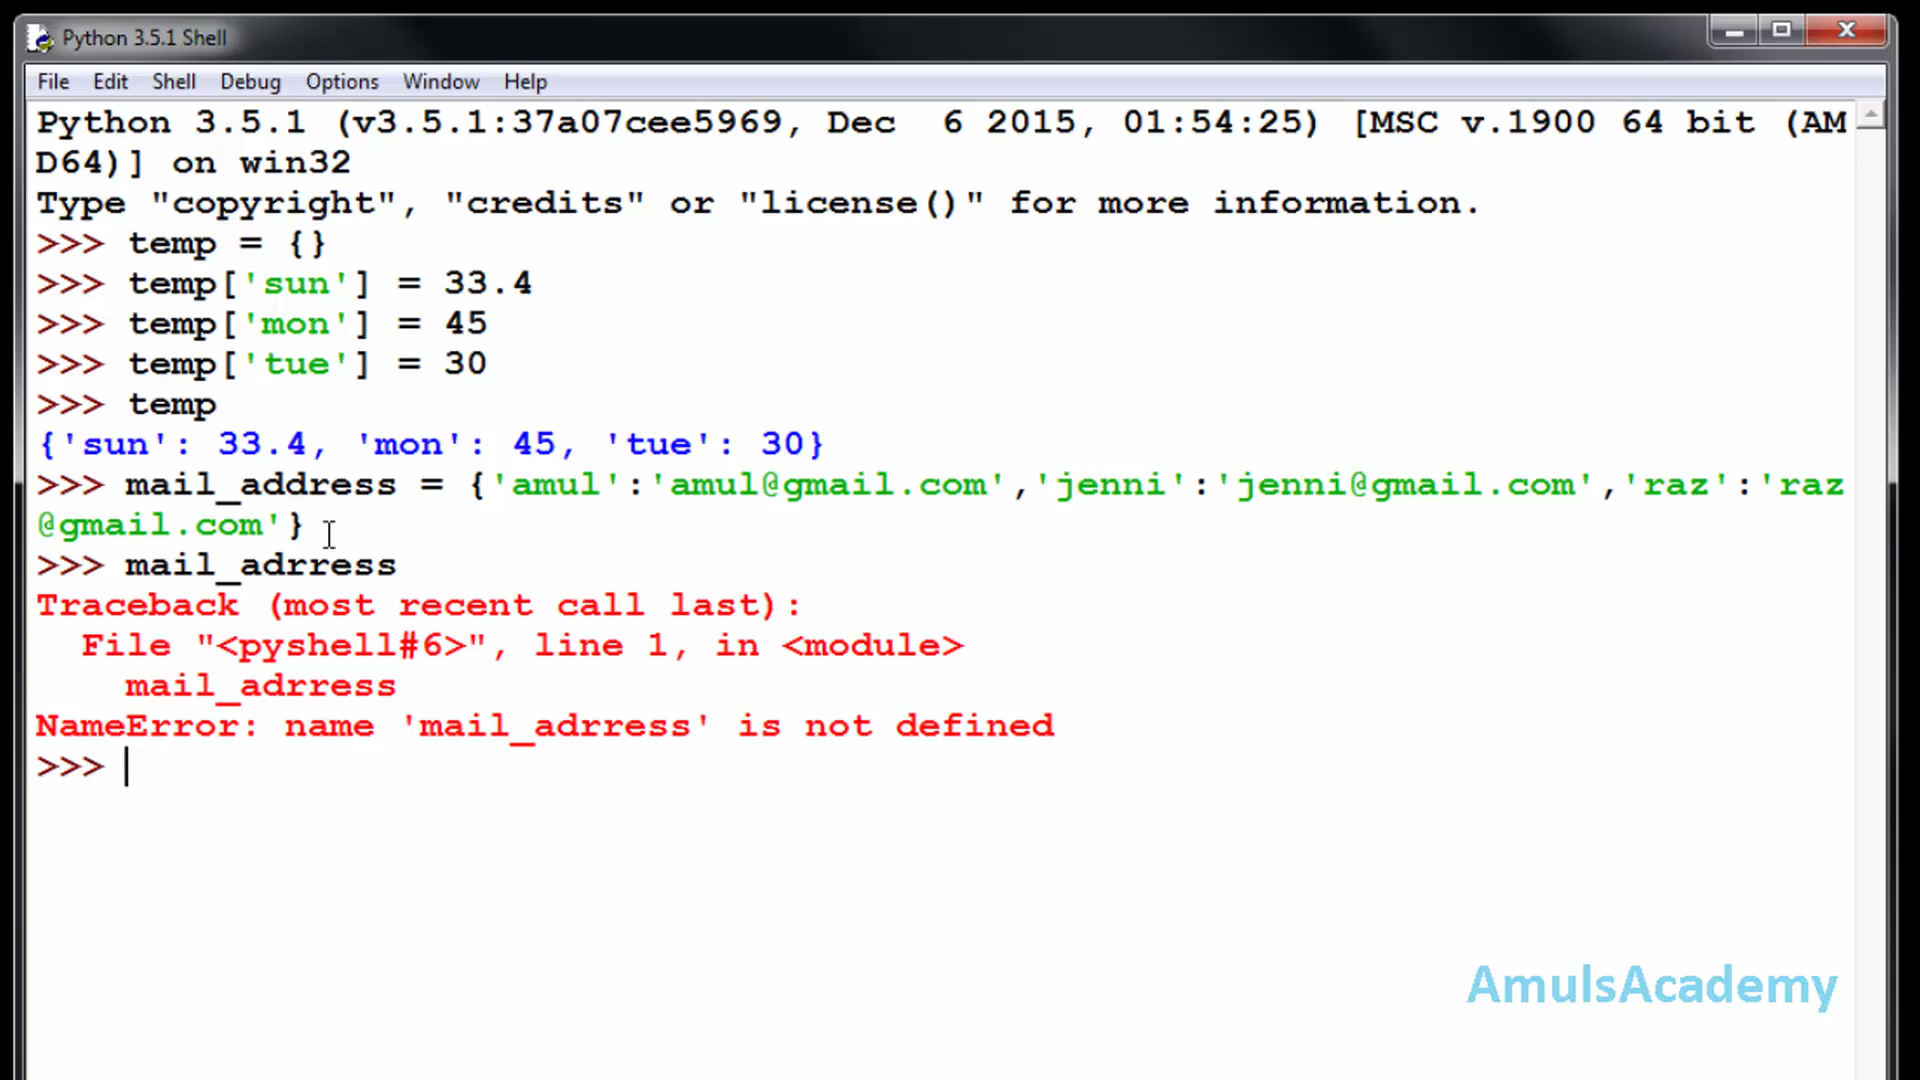 Python 3.5.1 Shell
File Edit Shell Debug Options Window Help
Python 3.5.1 (v3.5.1:37a07cee5969, Dec  6 2015, 01:54:25) [MSC v.1900 64 bit (AM
D64)] on win32
Type "copyright", "credits" or "license()" for more information.
>>> temp = {}
>>> temp['sun'] = 33.4
>>> temp['mon'] = 45
>>> temp['tue'] = 30
>>> temp
{'sun': 33.4, 'mon': 45, 'tue': 30}
>>> mail_address = {'amul':'amul@gmail.com','jenni':'jenni@gmail.com','raz':'raz
@gmail.com'}
>>> mail_adrress
Traceback (most recent call last):
  File "<pyshell#6>", line 1, in <module>
    mail_adrress
NameError: name 'mail_adrress' is not defined
>>>
AmulsAcademy